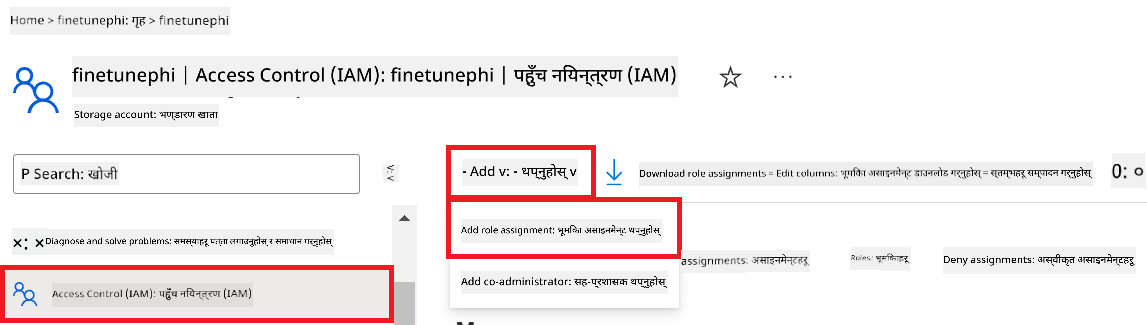 Home > finetunephi: गृह > finetunephi
finetunephi | Access Control (IAM): finetunephi | पहुँच नियन्त्रण (IAM)
Storage account: भण्डारण खाता
P Search: खोजी
- Add v: - थप्नुहोस् v
Download role assignments = Edit columns: भूमिका असाइनमेन्ट डाउनलोड गर्नुहोस् = स्तम्भहरू सम्पादन गर्नुहोस्
0: ०
Add role assignment: भूमिका असाइनमेन्ट थप्नुहोस्
×: × Diagnose and solve problems: समस्याहरू पत्ता लगाउनुहोस् र समाधान गर्नुहोस्
assignments: असाइनमेन्टहरू
Roles: भूमिकाहरू
Deny assignments: अस्वीकृत असाइनमेन्टहरू
Add co-administrator: सह-प्रशासक थप्नुहोस्
Access Control (IAM): पहुँच नियन्त्रण (IAM)